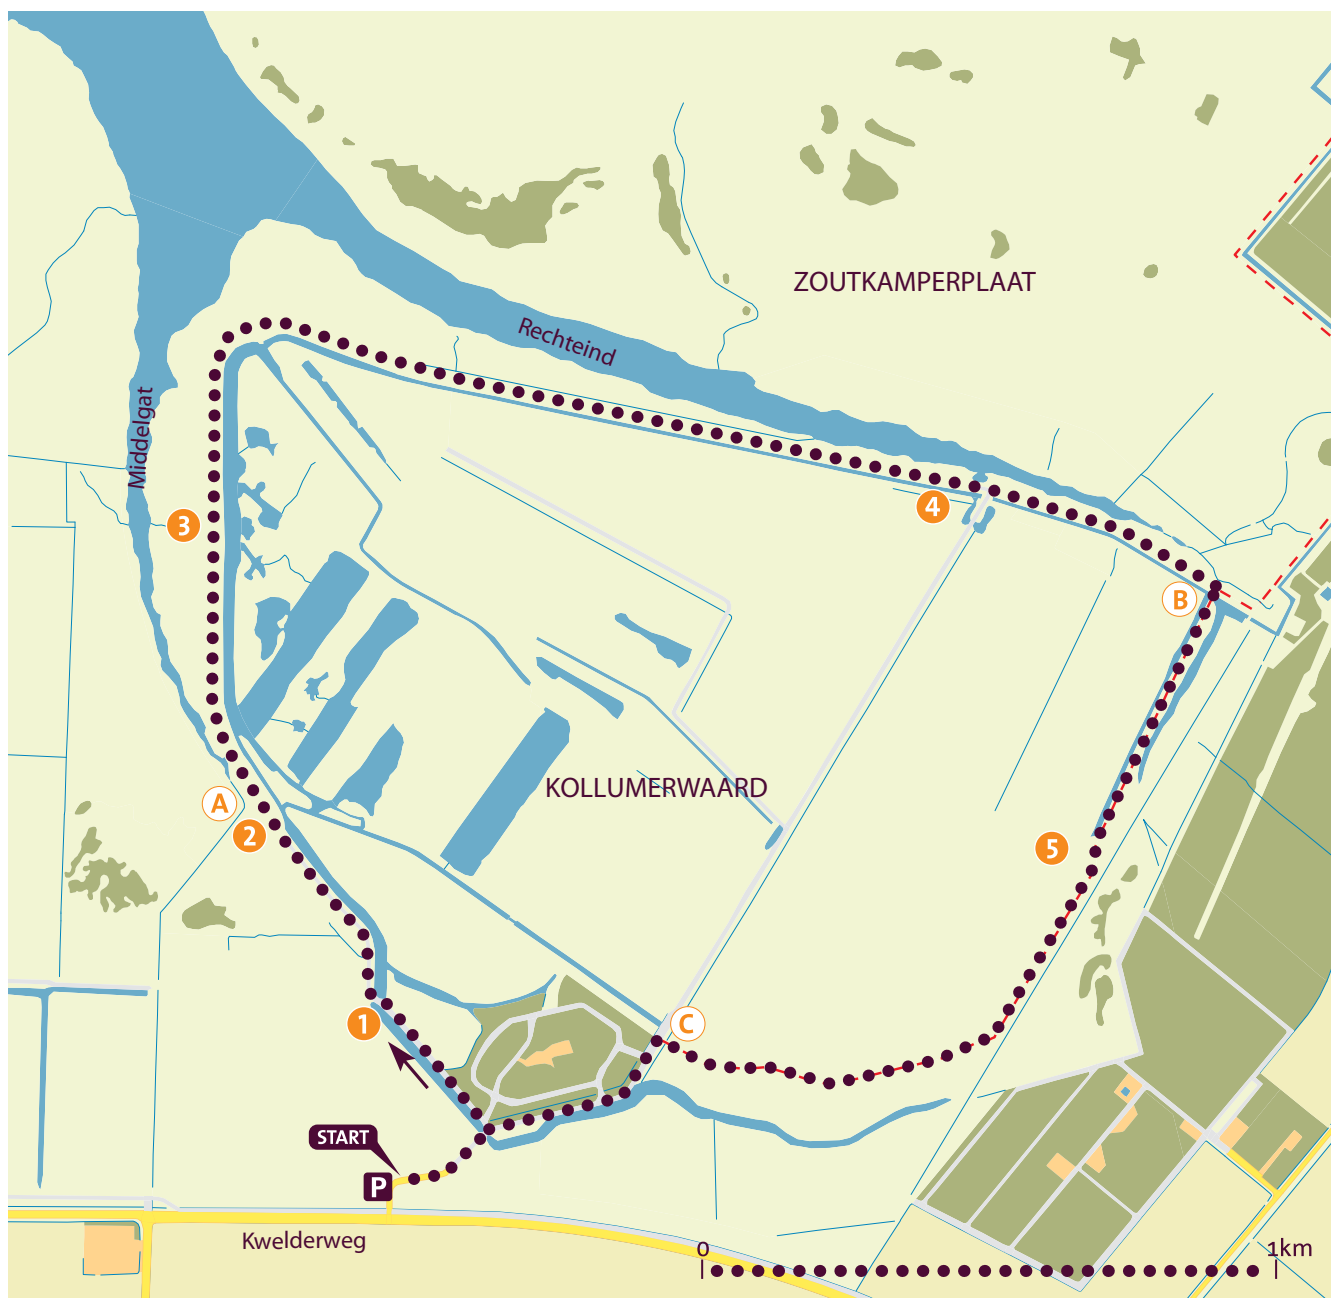 ZOUTKAMPERPLAAT
Rechteind
Middelgat
3
4
B
KOLLUMERWAARD
A
2
5
1
C
START
P
Kwelderweg
0
1km